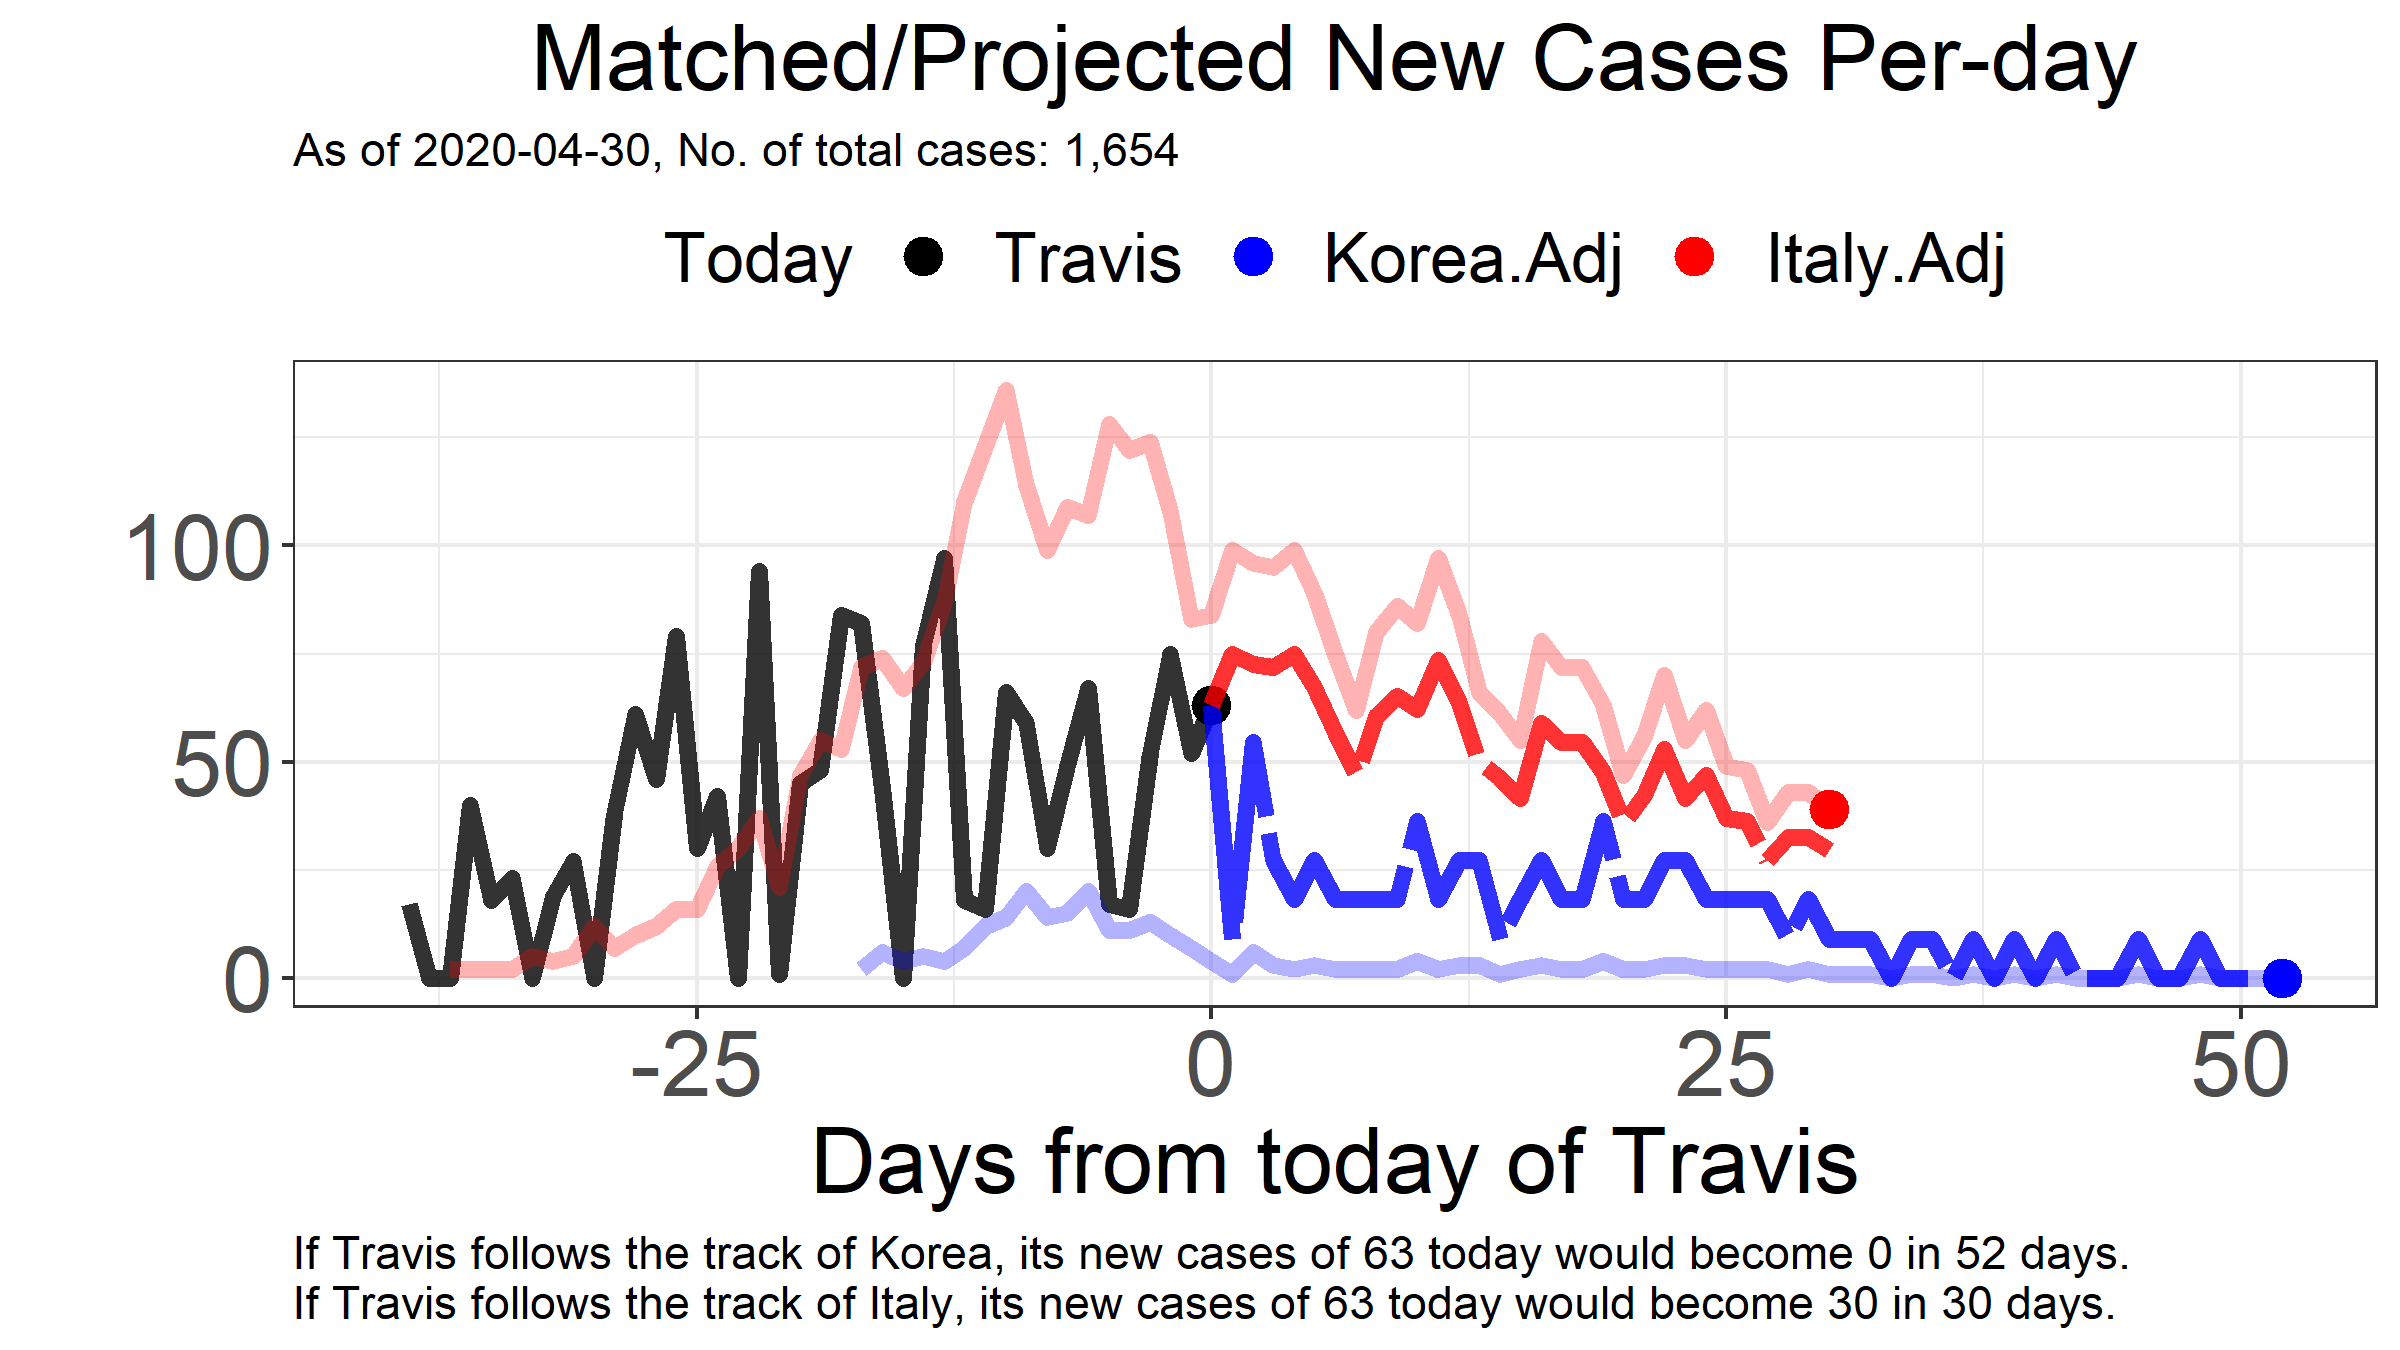 Matched/Projected New Cases Per-day
As of 2020-04-30, No. of total cases: 1,654
Today Travis Korea.Adj Italy.Adj
100
50
0
-25 0 25 50
Days from today of Travis
If Travis follows the track of Korea, its new cases of 63 today would become 0 in 52 days.
If Travis follows the track of Italy, its new cases of 63 today would become 30 in 30 days.